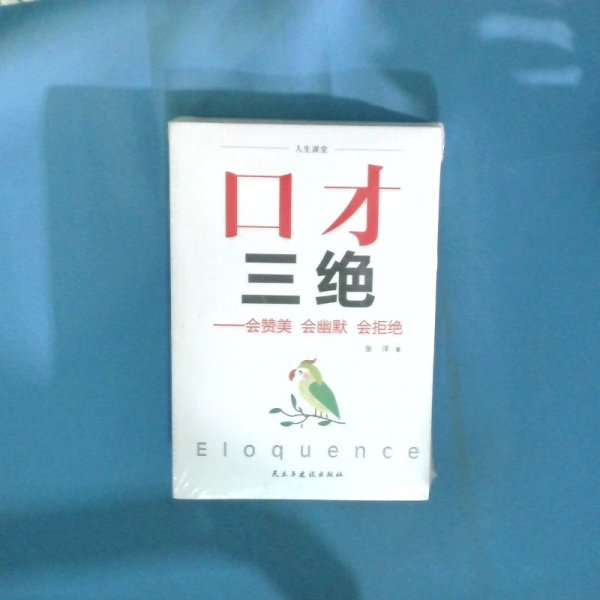 人生课堂
口才
三绝
——会赞美 会幽默 会拒绝
张洋 著
Eloquence
民主与建设出版社